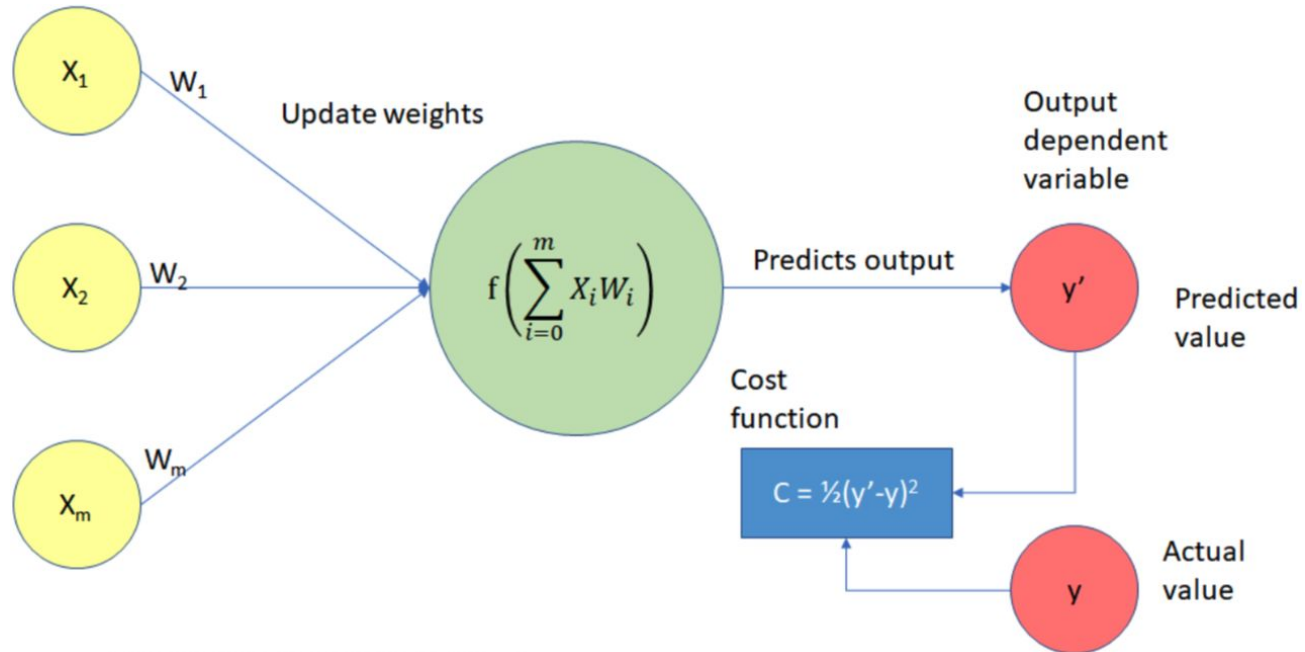 X₁
W₁
Update weights
X₂
W₂
Xₘ
Wₘ
f(∑ᵢ₌₀ᵐ XᵢWᵢ)
Predicts output
Output
dependent
variable
y’
Predicted
value
Cost
function
C = ½(y’-y)²
y
Actual
value